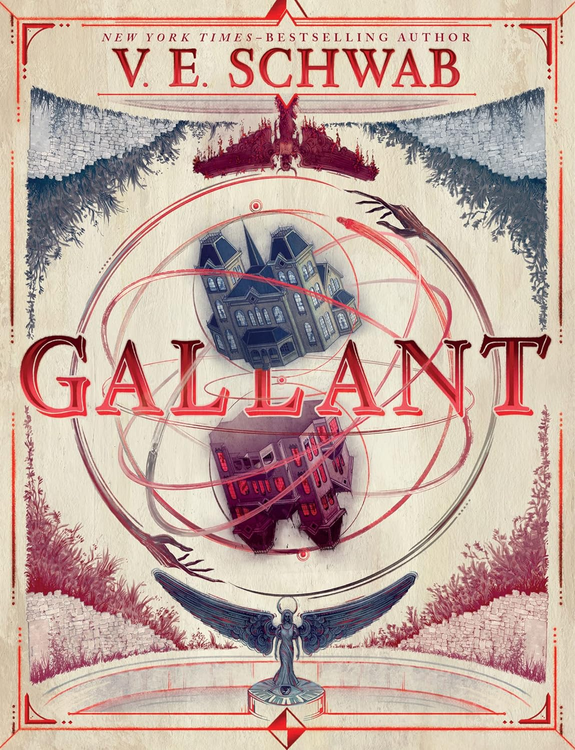 NEW YORK TIMES–BESTSELLING AUTHOR
V. E. SCHWAB
GALLANT